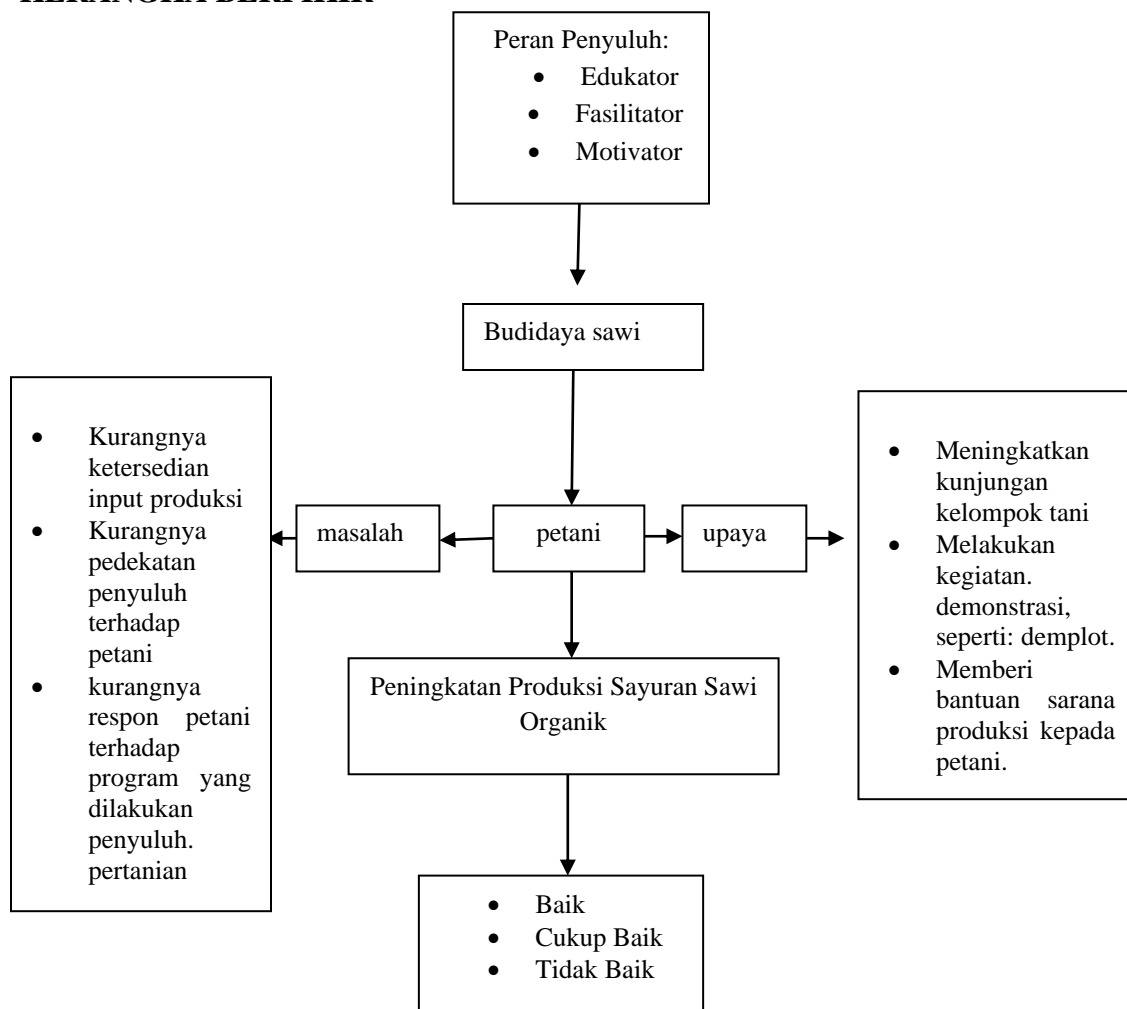 KERANGKA BERPIKIR
Peran Penyuluh:
• Edukator
• Fasilitator
• Motivator
Budidaya sawi
• Kurangnya
ketersedian
input produksi
• Kurangnya
pedekatan
penyuluh
terhadap
petani
• kurangnya
respon petani
terhadap
program yang
dilakukan
penyuluh.
pertanian
masalah
petani
upaya
• Meningkatkan
kunjungan
kelompok tani
• Melakukan
kegiatan.
demonstrasi,
seperti: demplot.
• Memberi
bantuan sarana
produksi kepada
petani.
Peningkatan Produksi Sayuran Sawi
Organik
• Baik
• Cukup Baik
• Tidak Baik